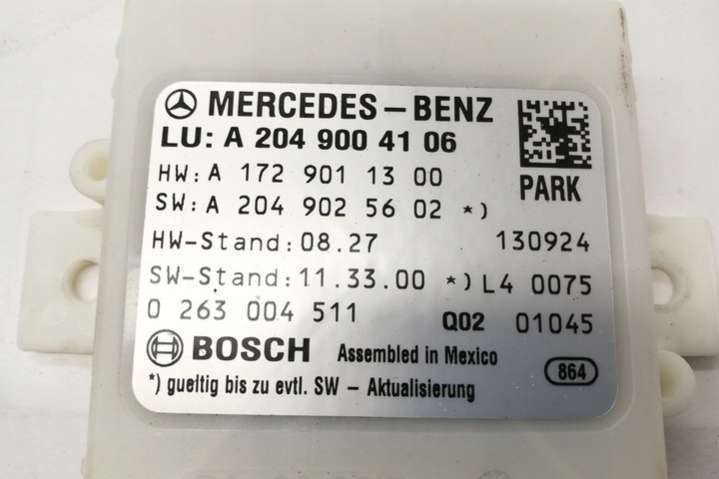 MERCEDES-BENZ
LU: A 204 900 41 06
HW: A 172 901 13 00
PARK
SW: A 204 902 56 02 *)
HW-Stand: 08.27 130924
SW-Stand: 11.33.00 *) L4 0075
0 263 004 511 Q02 01045
BOSCH Assembled in Mexico 864
*) gueltig bis zu evtl. SW - Aktualisierung